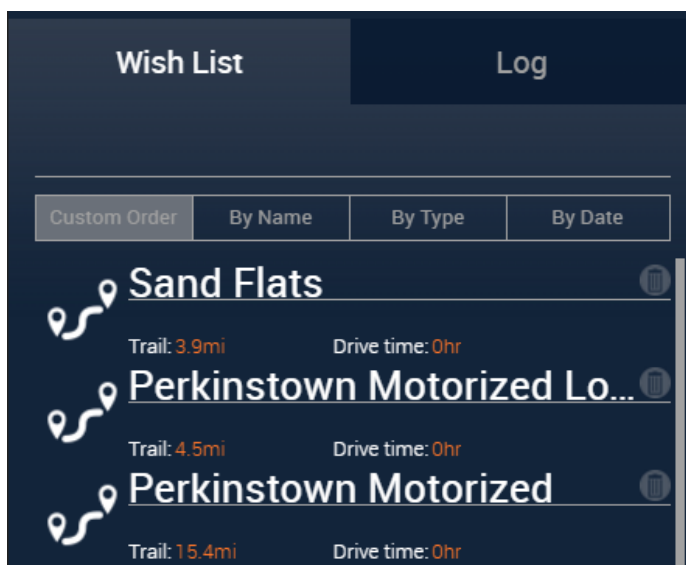 Wish List Log
Custom Order By Name By Type By Date
Sand Flats
Trail: 3.9mi Drive time: 0hr
Perkinstown Motorized Lo...
Trail: 4.5mi Drive time: 0hr
Perkinstown Motorized
Trail: 15.4mi Drive time: 0hr